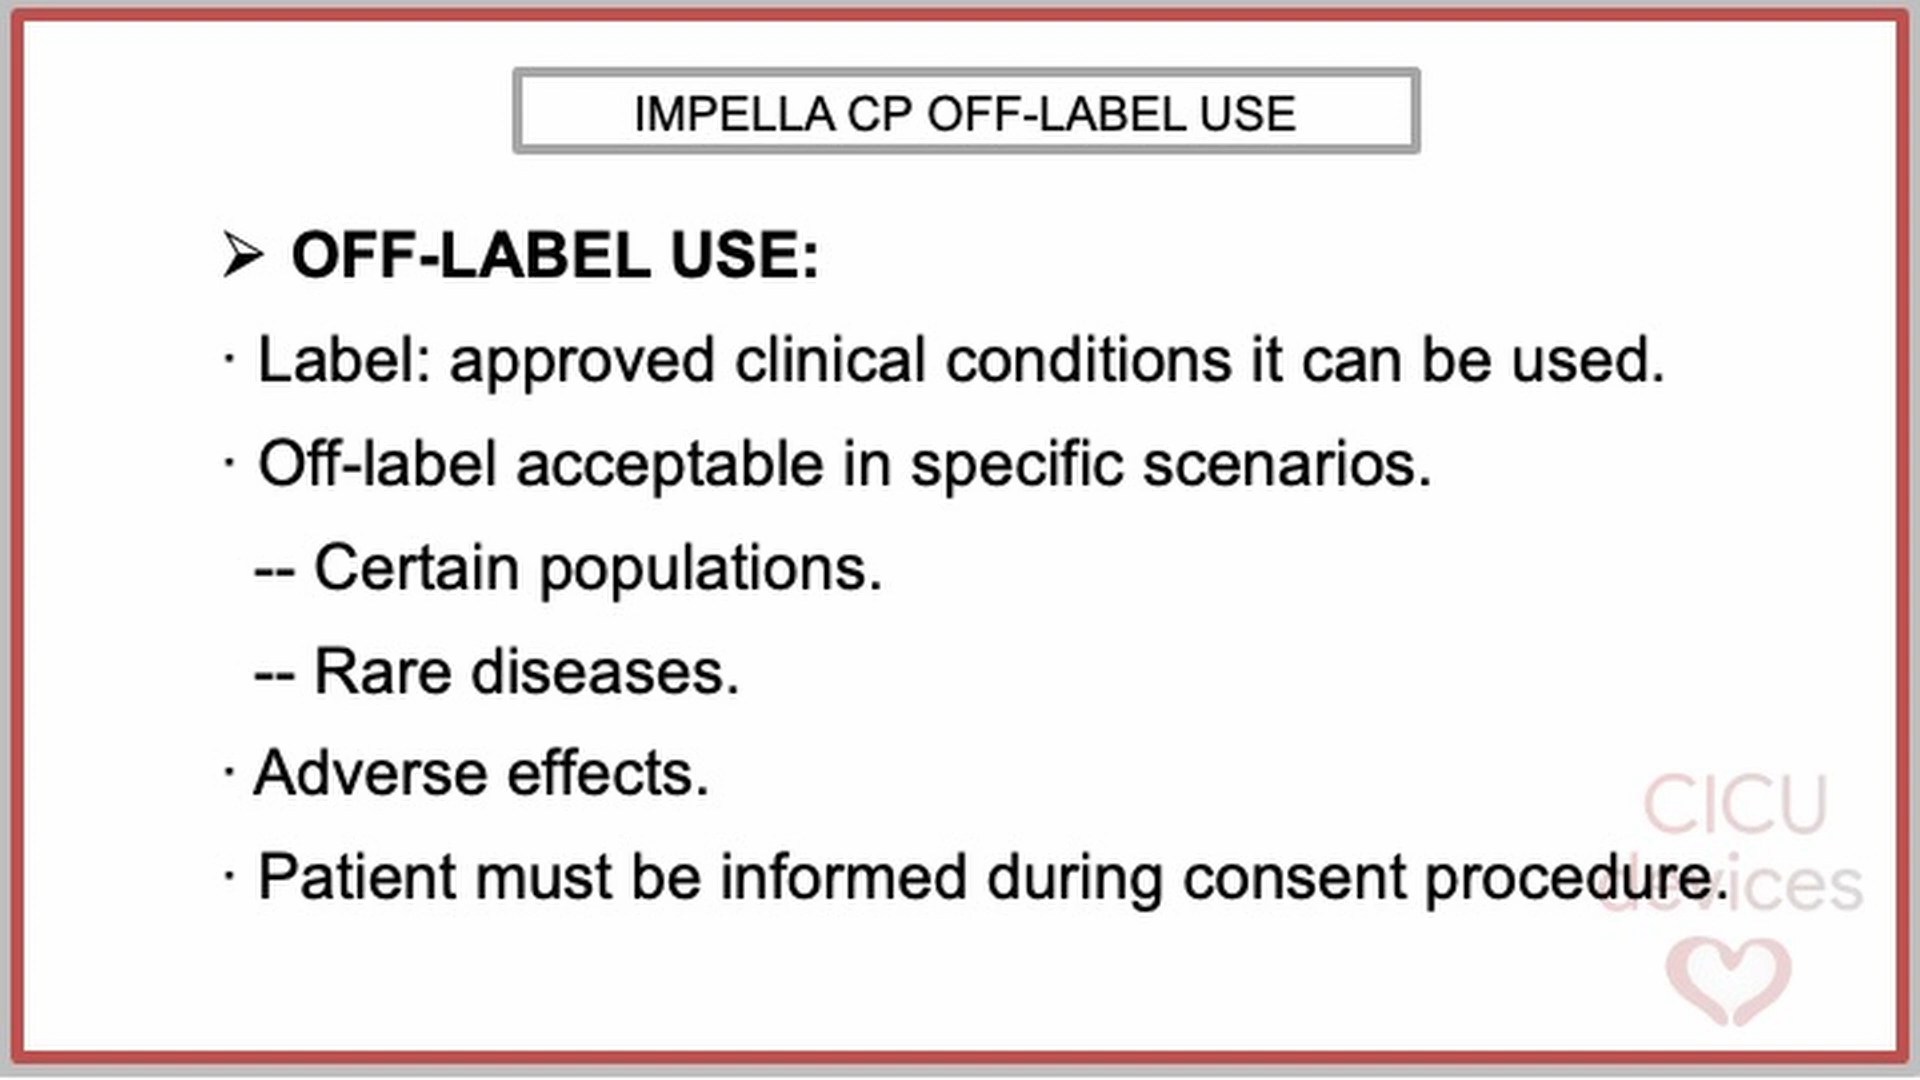 IMPELLA CP OFF-LABEL USE
➢ OFF-LABEL USE:
· Label: approved clinical conditions it can be used.
· Off-label acceptable in specific scenarios.
-- Certain populations.
-- Rare diseases.
· Adverse effects.
· Patient must be informed during consent procedure.
CICU
devices